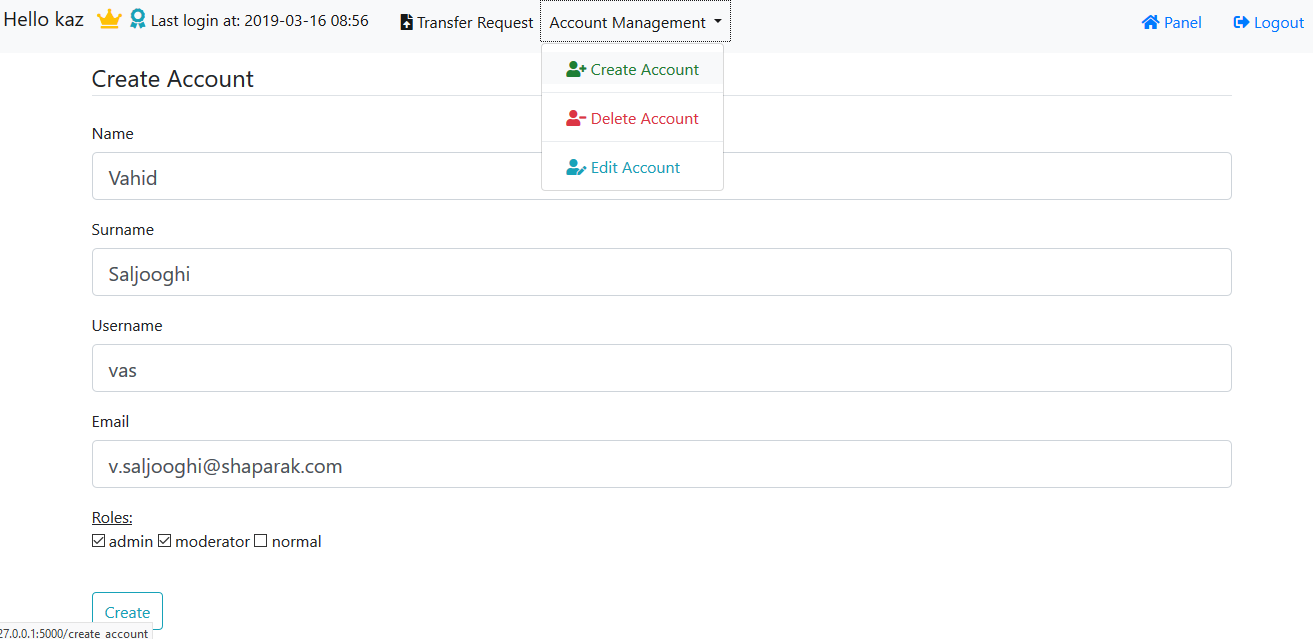 Hello kaz Last login at: 2019-03-16 08:56 Transfer Request Account Management Panel Logout
Create Account
Delete Account
Edit Account
Create Account
Name
Vahid
Surname
Saljooghi
Username
vas
Email
v.saljooghi@shaparak.com
Roles:
admin moderator normal
Create
27.0.0.1:5000/create_account